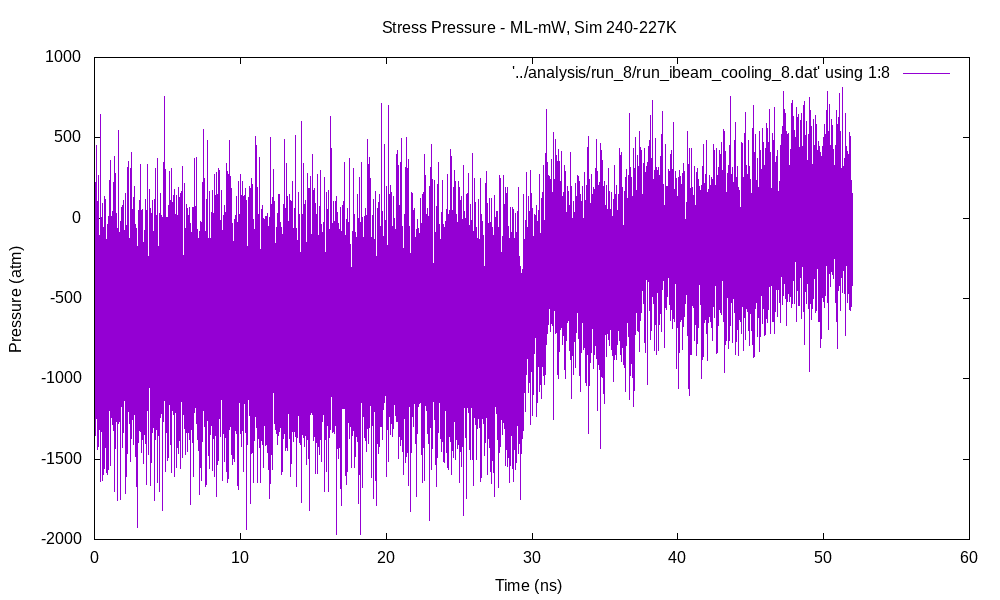 Stress Pressure - ML-mW, Sim 240-227K
'../analysis/run_8/run_ibeam_cooling_8.dat' using 1:8
1000
500
0
-500
-1000
-1500
-2000
Pressure (atm)
0 10 20 30 40 50 60
Time (ns)